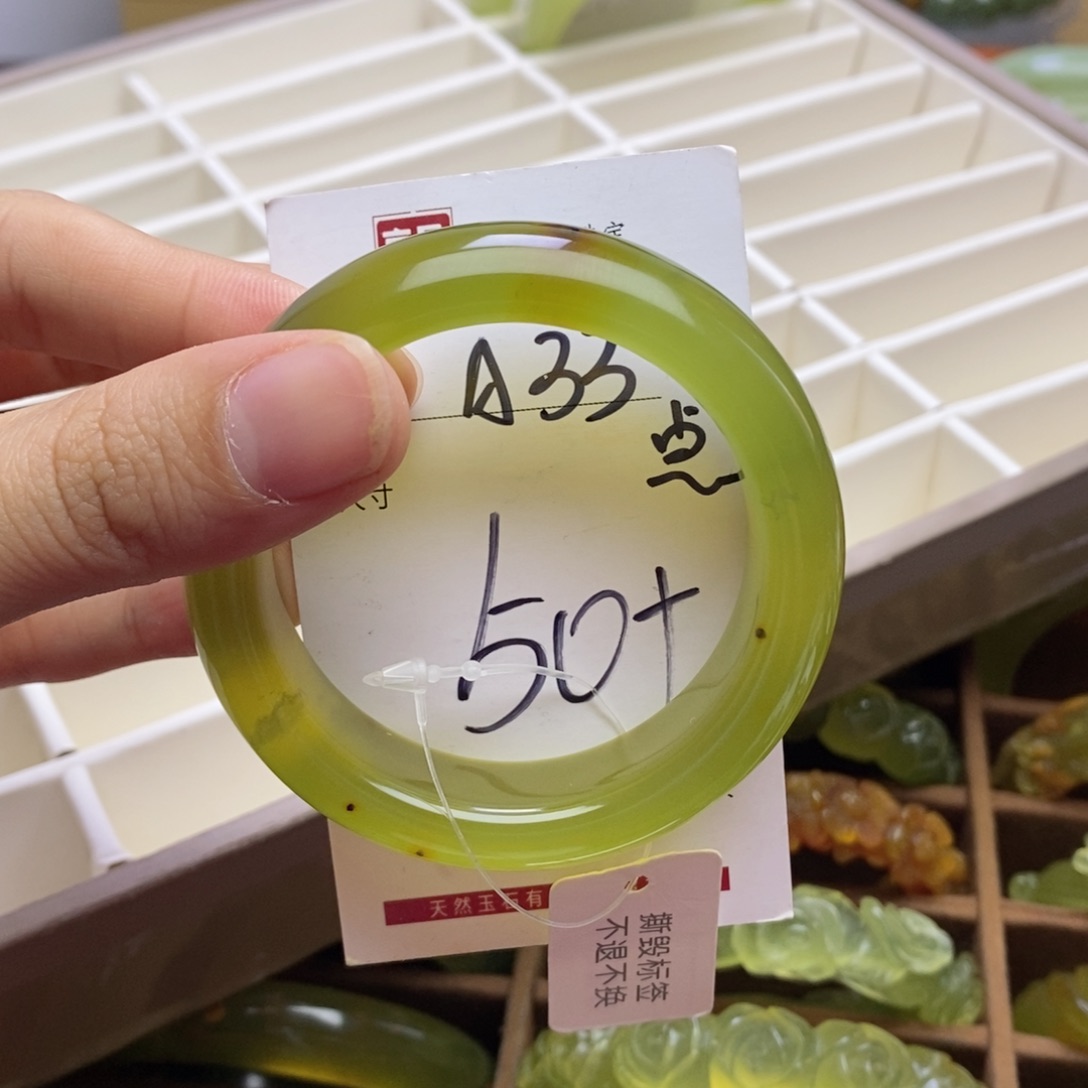 A33
点
寸
50+
天然玉石有
撕毁标签
不退不换